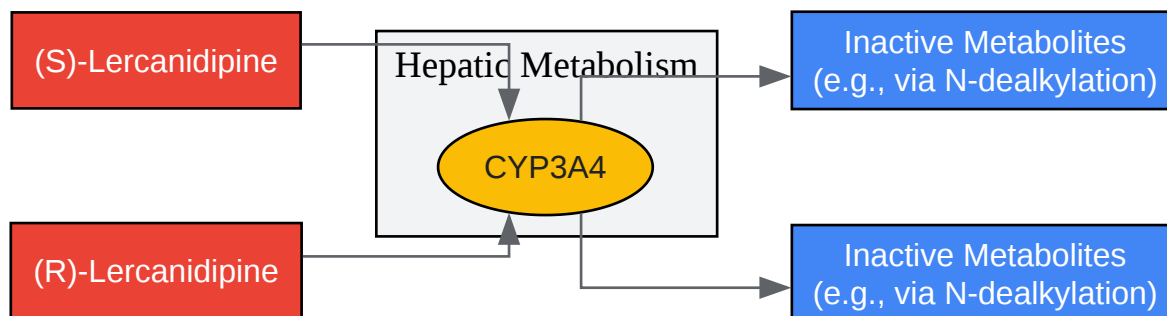 (S)-Lercanidipine
Hepatic Metabolism
CYP3A4
(R)-Lercanidipine
Inactive Metabolites
(e.g., via N-dealkylation)
Inactive Metabolites
(e.g., via N-dealkylation)